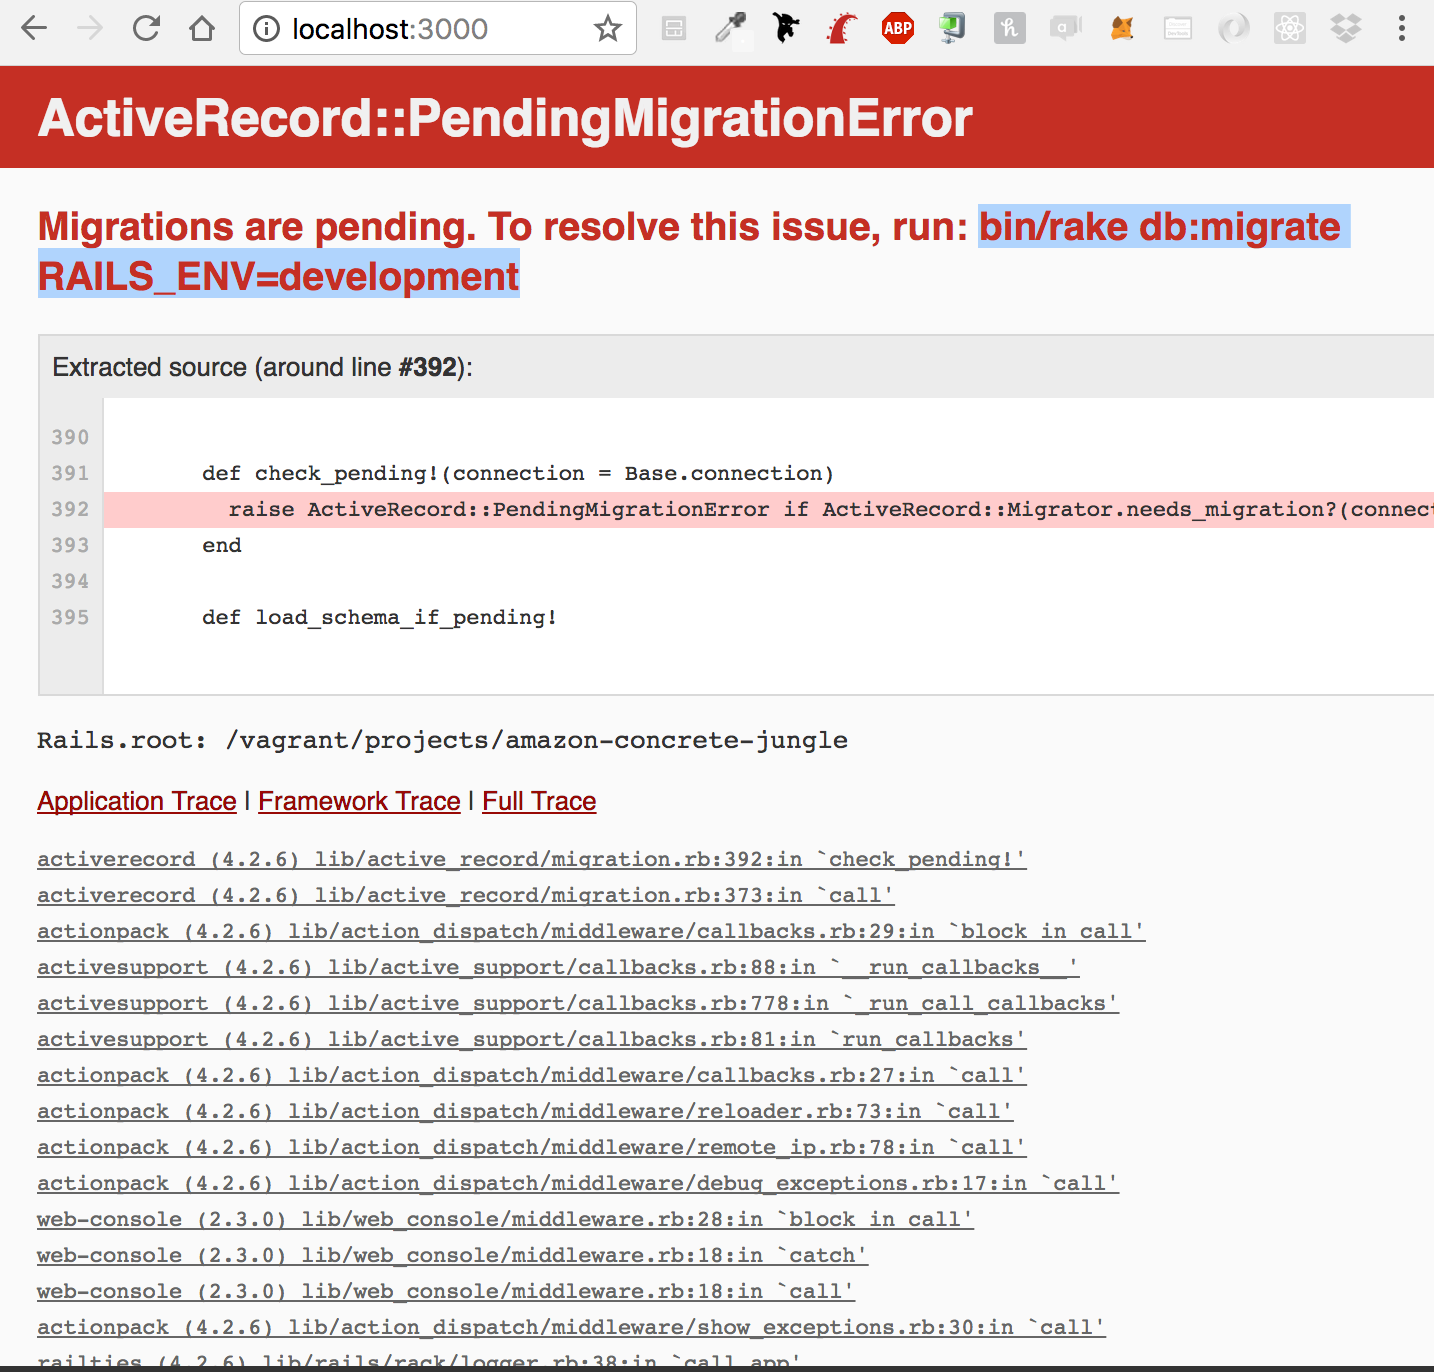 localhost:3000
ABP
ActiveRecord::PendingMigrationError
Migrations are pending. To resolve this issue, run: bin/rake db:migrate
RAILS_ENV=development
Extracted source (around line #392):
390
391 def check_pending!(connection = Base.connection)
392 raise ActiveRecord::PendingMigrationError if ActiveRecord::Migrator.needs_migration?(connect
393 end
394
395 def load_schema_if_pending!
Rails.root: /vagrant/projects/amazon-concrete-jungle
Application Trace | Framework Trace | Full Trace
activerecord (4.2.6) lib/active_record/migration.rb:392:in `check_pending!'
activerecord (4.2.6) lib/active_record/migration.rb:373:in `call'
actionpack (4.2.6) lib/action_dispatch/middleware/callbacks.rb:29:in `block in call'
activesupport (4.2.6) lib/active_support/callbacks.rb:88:in `__run_callbacks__'
activesupport (4.2.6) lib/active_support/callbacks.rb:778:in `_run_call_callbacks'
activesupport (4.2.6) lib/active_support/callbacks.rb:81:in `run_callbacks'
actionpack (4.2.6) lib/action_dispatch/middleware/callbacks.rb:27:in `call'
actionpack (4.2.6) lib/action_dispatch/middleware/reloader.rb:73:in `call'
actionpack (4.2.6) lib/action_dispatch/middleware/remote_ip.rb:78:in `call'
actionpack (4.2.6) lib/action_dispatch/middleware/debug_exceptions.rb:17:in `call'
web-console (2.3.0) lib/web_console/middleware.rb:28:in `block in call'
web-console (2.3.0) lib/web_console/middleware.rb:18:in `catch'
web-console (2.3.0) lib/web_console/middleware.rb:18:in `call'
actionpack (4.2.6) lib/action_dispatch/middleware/show_exceptions.rb:30:in `call'
railties (4.2.6) lib/rails/rack/logger.rb:38:in `call_app'